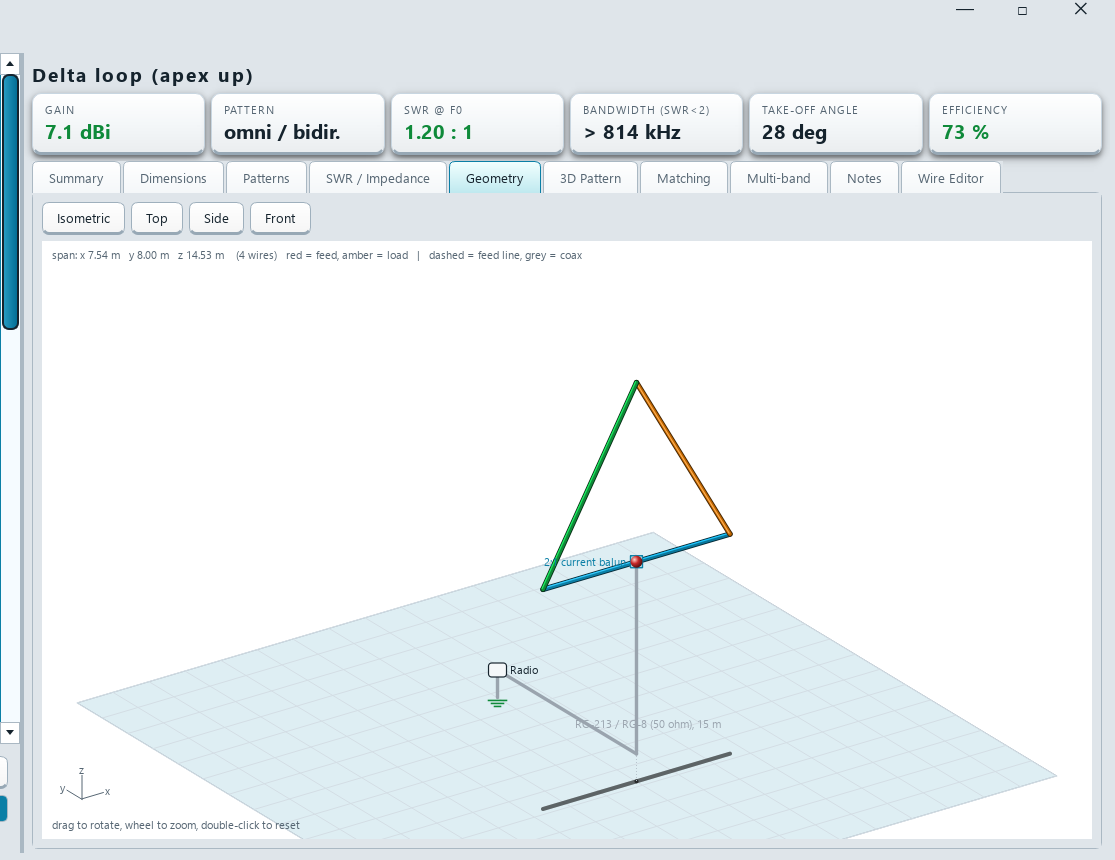 Delta loop (apex up)
GAIN
7.1 dBi
PATTERN
omni / bidir.
SWR @ F0
1.20 : 1
BANDWIDTH (SWR<2)
> 814 kHz
TAKE-OFF ANGLE
28 deg
EFFICIENCY
73 %
Summary Dimensions Patterns SWR / Impedance Geometry 3D Pattern Matching Multi-band Notes Wire Editor
Isometric Top Side Front
span: x 7.54 m y 8.00 m z 14.53 m (4 wires) red = feed, amber = load | dashed = feed line, grey = coax
current balun
Radio
RG-213 / RG-8 (50 ohm), 15 m
z
y
x
drag to rotate, wheel to zoom, double-click to reset